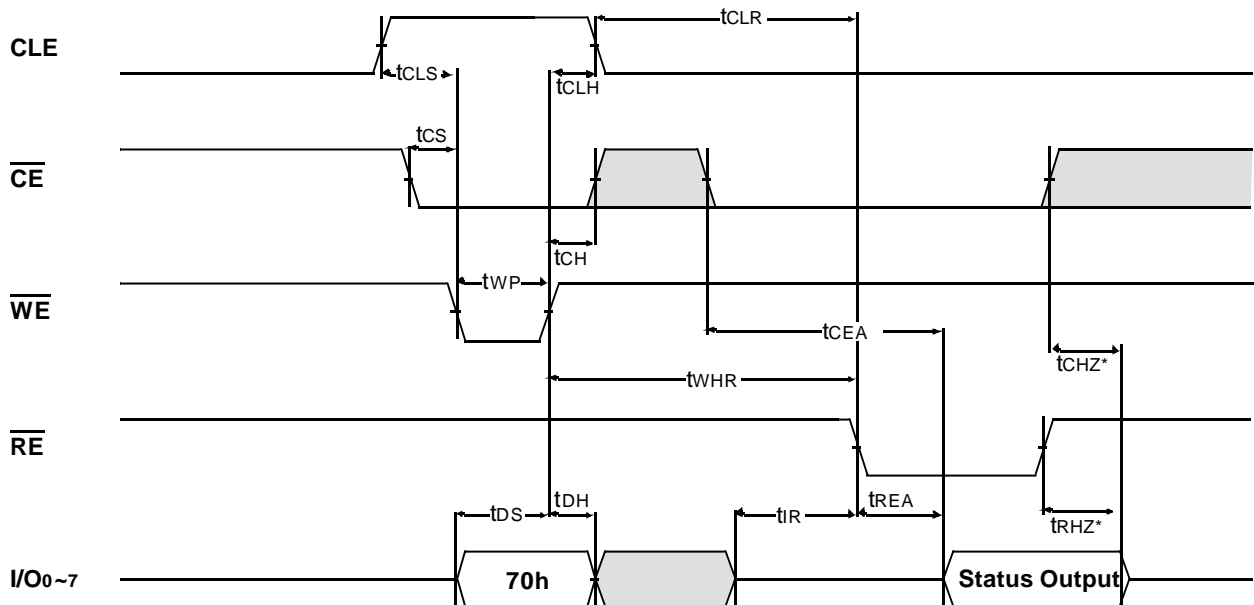 CLE
tCLR
tCLS
tCLH
tCS
CE
tCH
tWP
WE
tCEA
tCHZ*
tWHR
RE
tDH
tREA
tDS
tIR
tRHZ*
I/O0~7
70h
Status Output